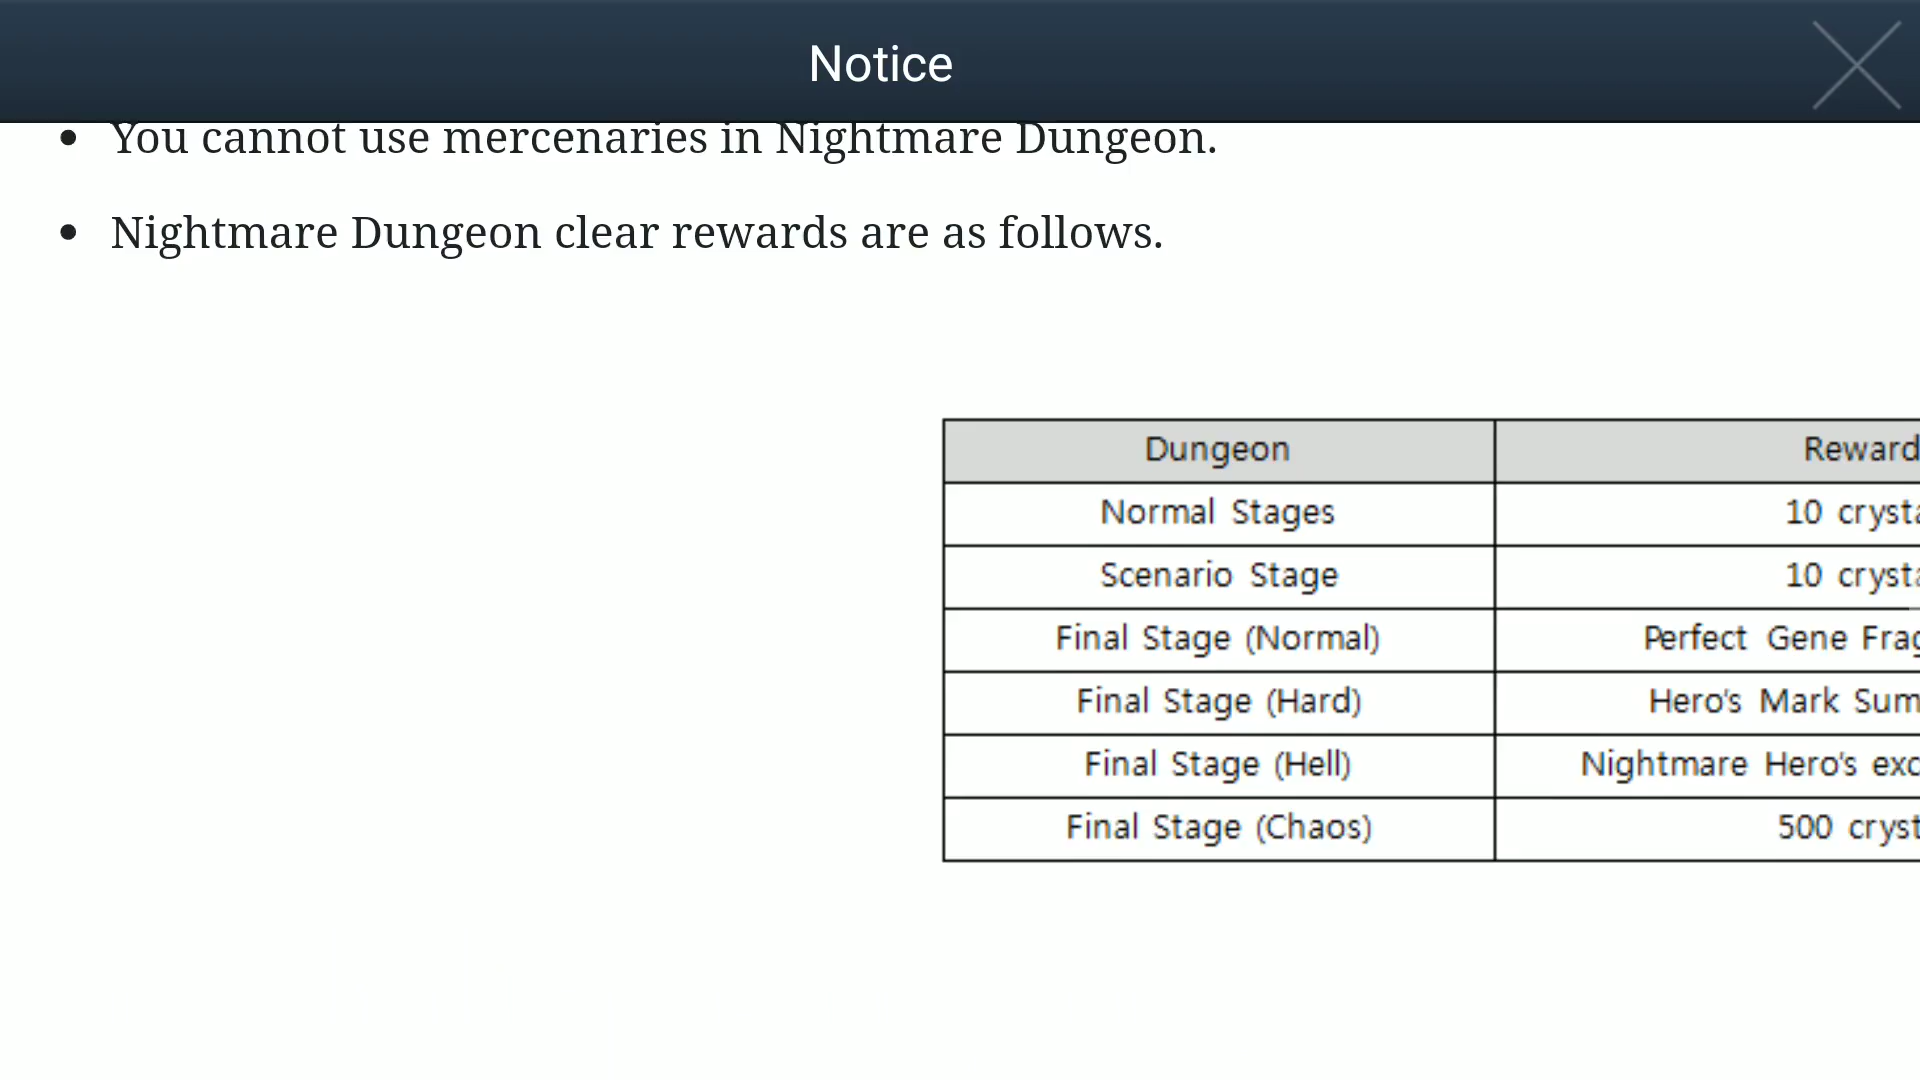 Notice
You cannot use mercenaries in Nightmare Dungeon.
Nightmare Dungeon clear rewards are as follows.
Dungeon Reward
Normal Stages 10
Scenario Stage 10
Final Stage (Normal) Perfect Gene
Final Stage (Hard) Hero's Mark
Final Stage (Hell) Nightmare Hero's
Final Stage (Chaos) 500